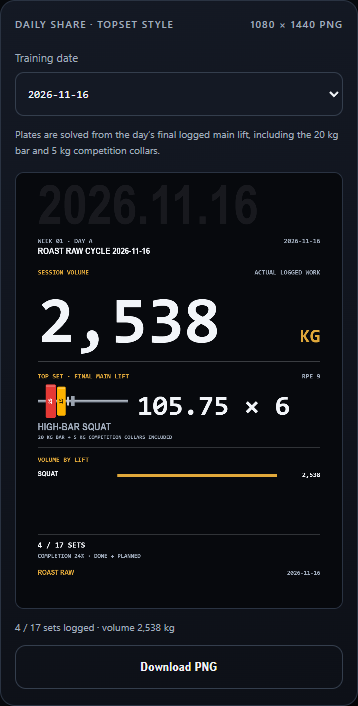 DAILY SHARE · TOPSET STYLE
1080 × 1440 PNG
Training date
2026-11-16
Plates are solved from the day's final logged main lift, including the 20 kg
bar and 5 kg competition collars.
2026.11.16
WEEK 01 · DAY A
2026-11-16
ROAST RAW CYCLE 2026-11-16
SESSION VOLUME
ACTUAL LOGGED WORK
2,538
KG
TOP SET · FINAL MAIN LIFT
RPE 9
105.75 × 6
HIGH-BAR SQUAT
20 KG BAR + 5 KG COMPETITION COLLARS INCLUDED
VOLUME BY LIFT
SQUAT
2,538
4 / 17 SETS
COMPLETION 24% · DONE + PLANNED
ROAST RAW
2026-11-16
4 / 17 sets logged · volume 2,538 kg
Download PNG